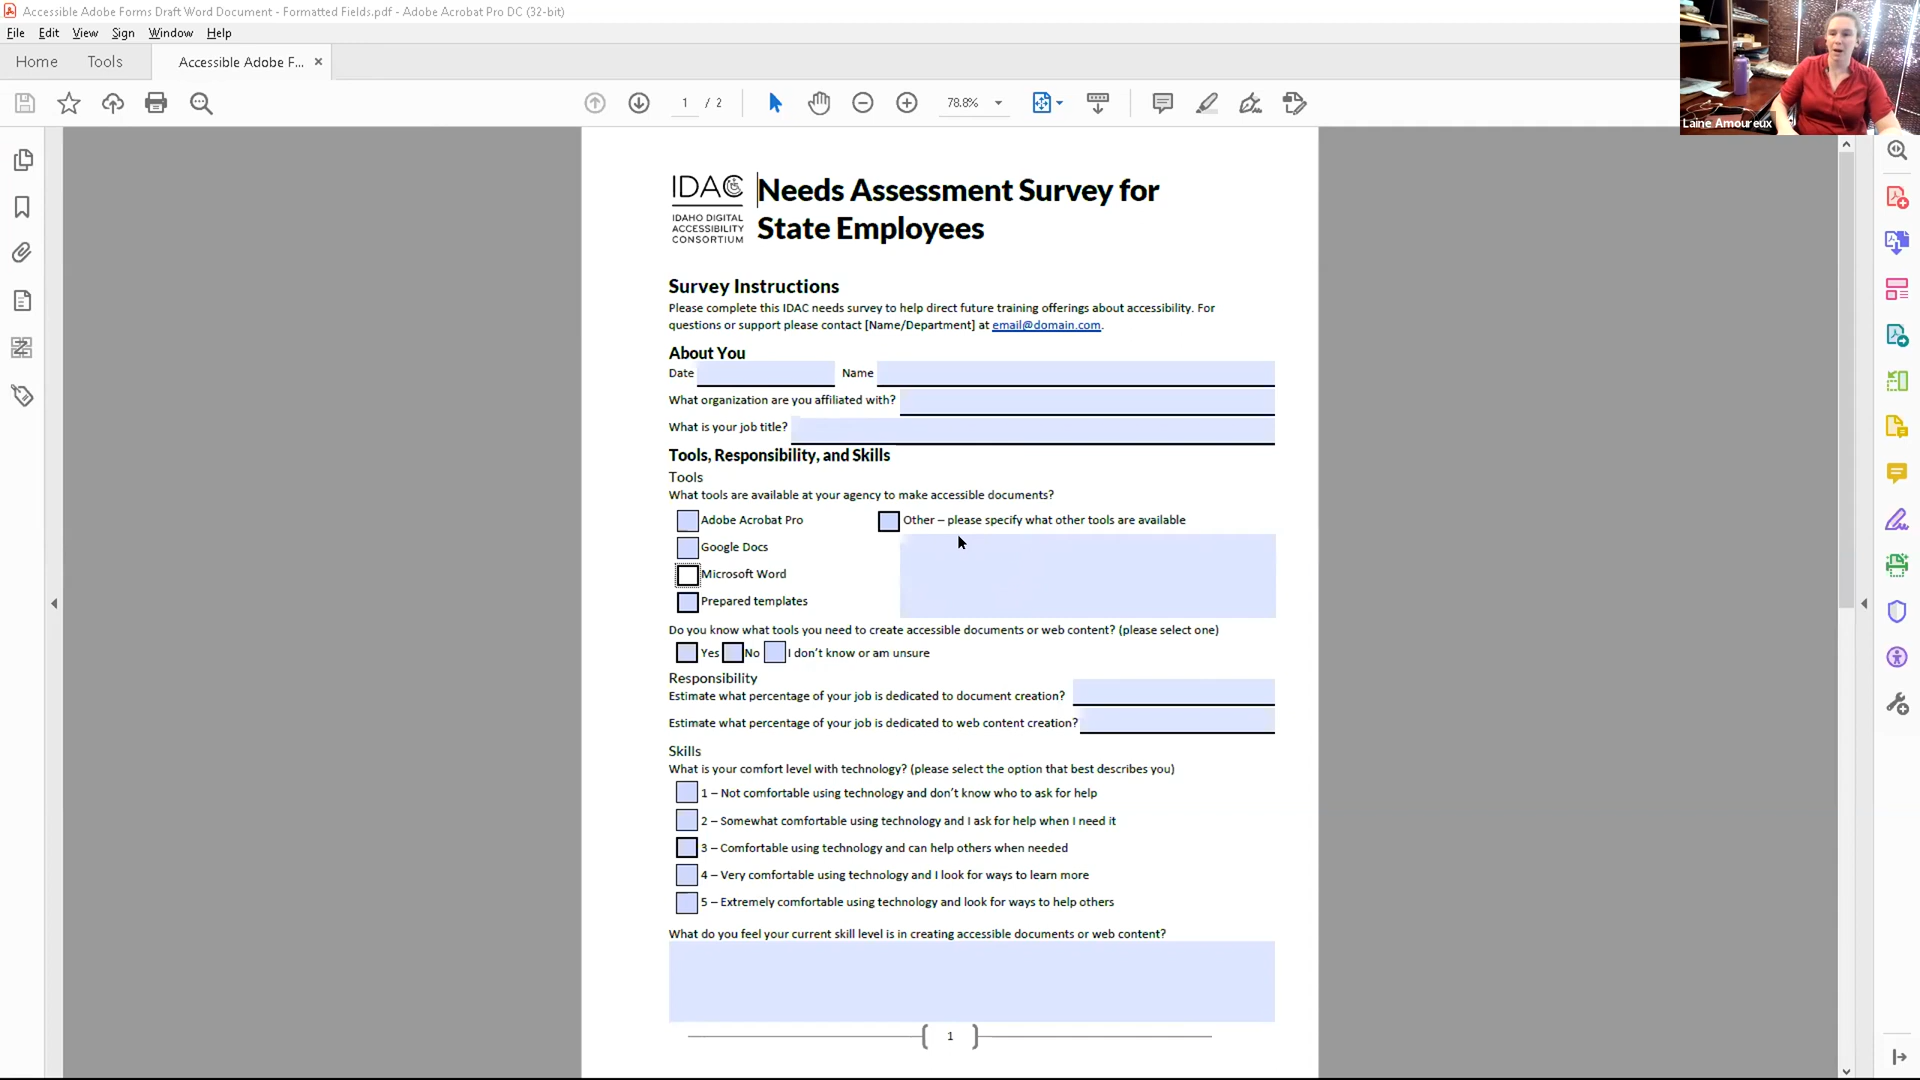 Accessible Adobe Forms Draft Word Document - Formatted Fields.pdf - Adobe Acrobat Pro DC (32-bit)
File Edit View Sign Window Help
Home Tools Accessible Adobe F... ×
1 / 2 78.8%
Laine Amoureux
IDAC
IDAHO DIGITAL
ACCESSIBILITY
CONSORTIUM
Needs Assessment Survey for
State Employees
Survey Instructions
Please complete this IDAC needs survey to help direct future training offerings about accessibility. For
questions or support please contact [Name/Department] at email@domain.com.
About You
Date Name
What organization are you affiliated with?
What is your job title?
Tools, Responsibility, and Skills
Tools
What tools are available at your agency to make accessible documents?
Adobe Acrobat Pro Other – please specify what other tools are available
Google Docs
Microsoft Word
Prepared templates
Do you know what tools you need to create accessible documents or web content? (please select one)
Yes No I don't know or am unsure
Responsibility
Estimate what percentage of your job is dedicated to document creation?
Estimate what percentage of your job is dedicated to web content creation?
Skills
What is your comfort level with technology? (please select the option that best describes you)
1 – Not comfortable using technology and don't know who to ask for help
2 – Somewhat comfortable using technology and I ask for help when I need it
3 – Comfortable using technology and can help others when needed
4 – Very comfortable using technology and I look for ways to learn more
5 – Extremely comfortable using technology and look for ways to help others
What do you feel your current skill level is in creating accessible documents or web content?
1